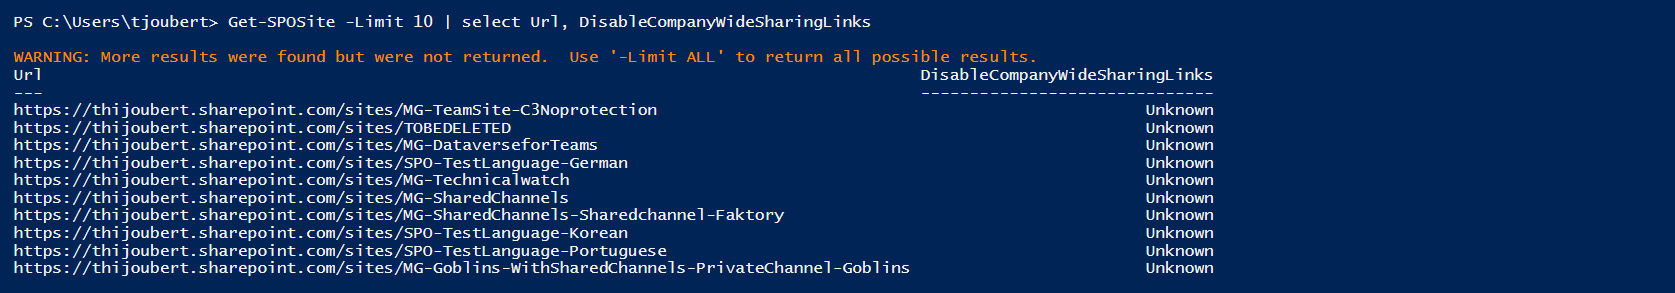 PS C:\Users\tjoubert> Get-SPOSite -Limit 10 | select Url, DisableCompanyWideSharingLinks
WARNING: More results were found but were not returned.  Use '-Limit ALL' to return all possible results.
Url DisableCompanyWideSharingLinks
--- ------------------------------
https://thijoubert.sharepoint.com/sites/MG-TeamSite-C3Noprotection Unknown
https://thijoubert.sharepoint.com/sites/TOBEDELETED Unknown
https://thijoubert.sharepoint.com/sites/MG-DataverseforTeams Unknown
https://thijoubert.sharepoint.com/sites/SPO-TestLanguage-German Unknown
https://thijoubert.sharepoint.com/sites/MG-Technicalwatch Unknown
https://thijoubert.sharepoint.com/sites/MG-SharedChannels Unknown
https://thijoubert.sharepoint.com/sites/MG-SharedChannels-Sharedchannel-Faktory Unknown
https://thijoubert.sharepoint.com/sites/SPO-TestLanguage-Korean Unknown
https://thijoubert.sharepoint.com/sites/SPO-TestLanguage-Portuguese Unknown
https://thijoubert.sharepoint.com/sites/MG-Goblins-WithSharedChannels-PrivateChannel-Goblins Unknown